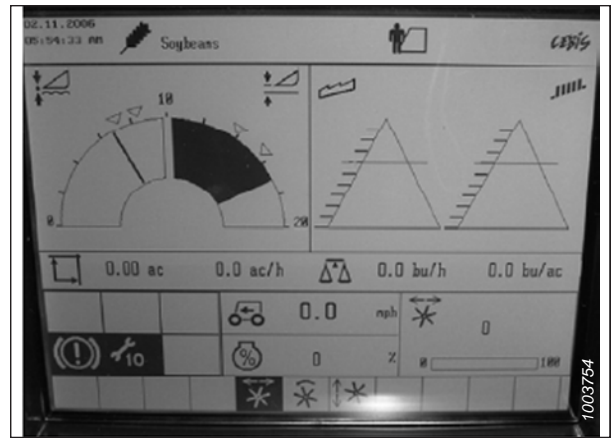 02.11.2006
05:54:33 AM
Soybeans
CEBIS
10
0
20
0.00 ac
0.0 ac/h
0.0 bu/h
0.0 bu/ac
0.0 mph
0
10
%
0 %
0 100
1003754